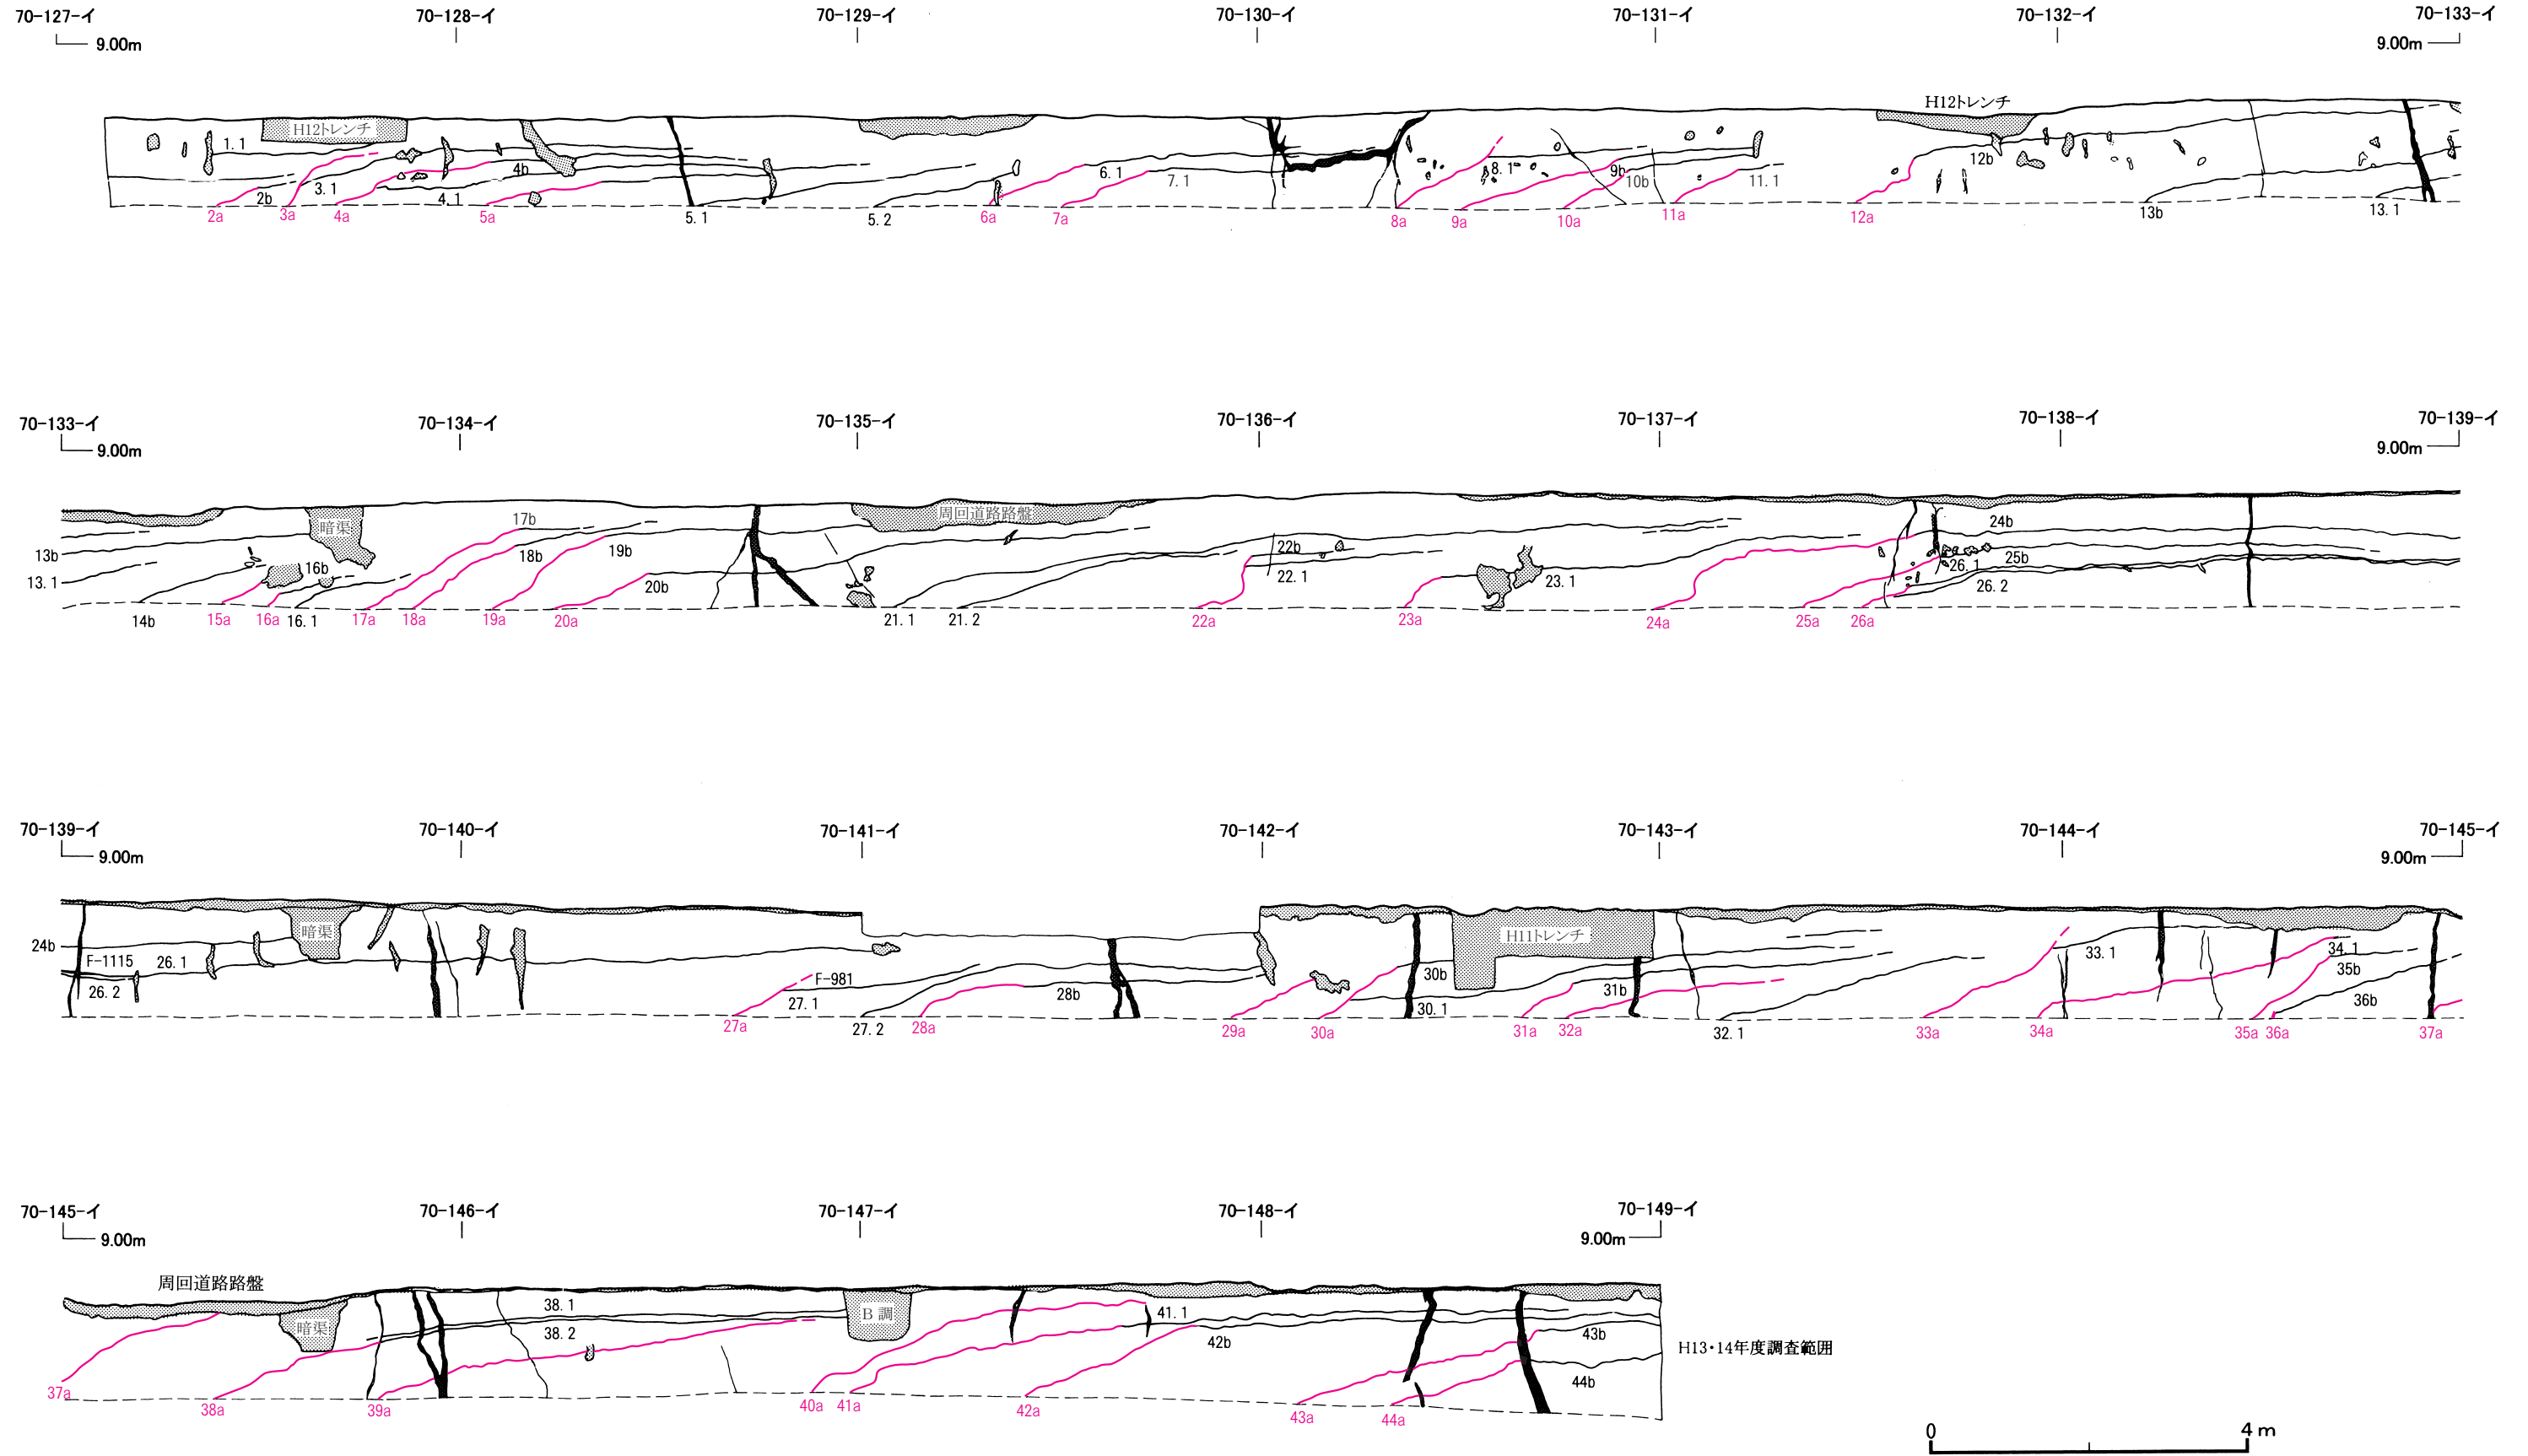 70-127-イ 70-128-イ 70-129-イ 70-130-イ 70-131-イ 70-132-イ 70-133-イ
9.00m 9.00m
H12トレンチ
H12トレンチ
1.1 2b 3.1 4b 4.1 5.1 5.2 6.1 7.1 8.1 9b 10b 11.1 12b 13b 13.1
2a 3a 4a 5a 6a 7a 8a 9a 10a 11a 12a
70-133-イ 70-134-イ 70-135-イ 70-136-イ 70-137-イ 70-138-イ 70-139-イ
9.00m 9.00m
暗渠 周回道路路盤
13b 13.1 14b 16b 16.1 17b 18b 19b 20b 21.1 21.2 22b 22.1 23.1 24b 25b 26.1 26.2
15a 16a 17a 18a 19a 20a 22a 23a 24a 25a 26a
70-139-イ 70-140-イ 70-141-イ 70-142-イ 70-143-イ 70-144-イ 70-145-イ
9.00m 9.00m
暗渠 H11トレンチ
24b F-1115 26.1 26.2 F-981 27.1 27.2 28b 30b 30.1 31b 32.1 33.1 34.1 35b 36b
27a 28a 29a 30a 31a 32a 33a 34a 35a 36a 37a
70-145-イ 70-146-イ 70-147-イ 70-148-イ 70-149-イ
9.00m 9.00m
周回道路路盤
暗渠 B調
38.1 38.2 41.1 42b 43b 44b
H13・14年度調査範囲
37a 38a 39a 40a 41a 42a 43a 44a
0 4m